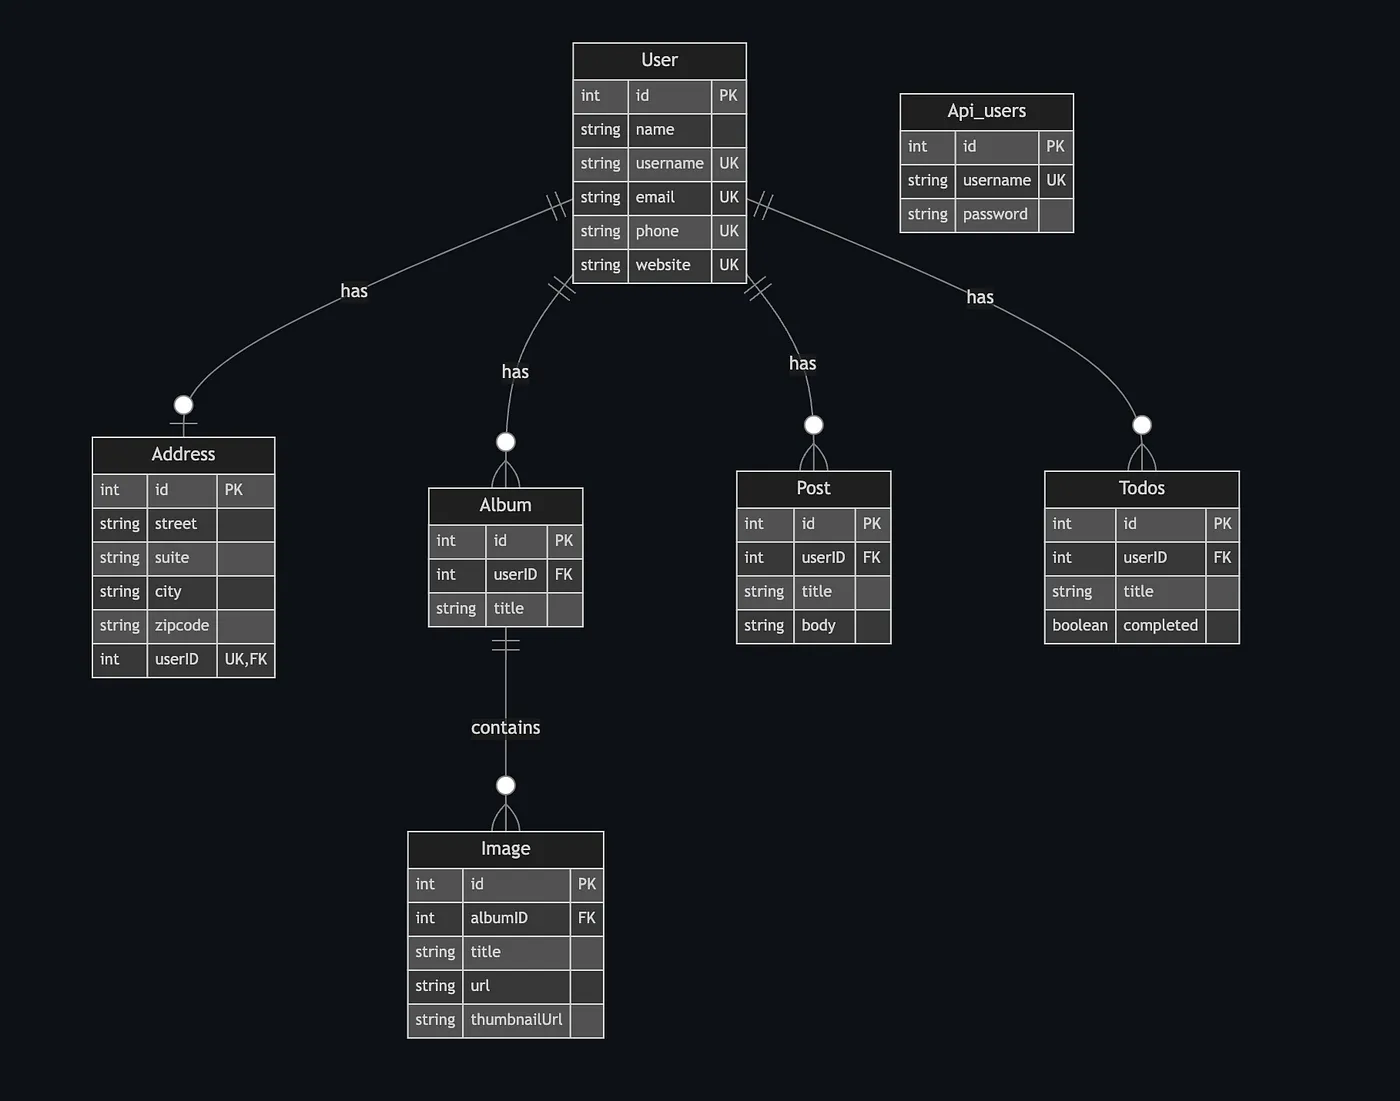 User
int id PK
string name
string username UK
string email UK
string phone UK
string website UK
Api_users
int id PK
string username UK
string password
has
has
has
has
Address
int id PK
string street
string suite
string city
string zipcode
int userID UK,FK
Album
int id PK
int userID FK
string title
Post
int id PK
int userID FK
string title
string body
Todos
int id PK
int userID FK
string title
boolean completed
contains
Image
int id PK
int albumID FK
string title
string url
string thumbnailUrl